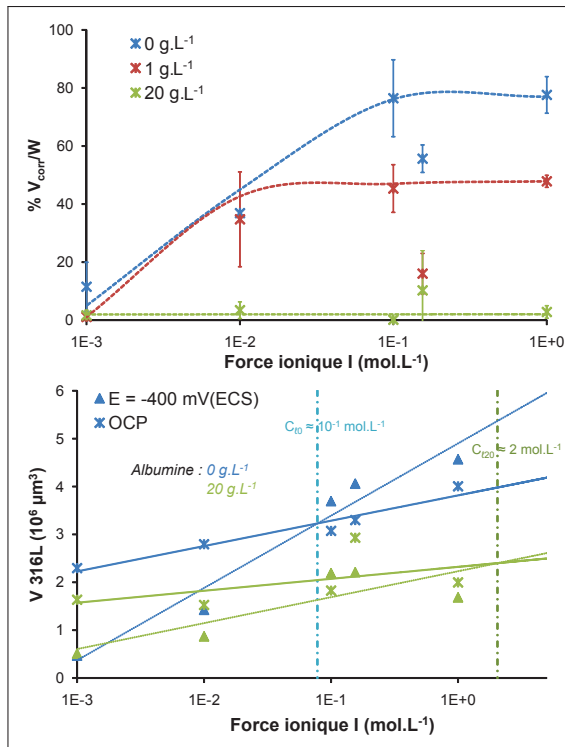 0 g.L⁻¹
1 g.L⁻¹
20 g.L⁻¹
100
80
60
40
20
0
% Vcorr/W
1E-3 1E-2 1E-1 1E+0
Force ionique I (mol.L⁻¹)
E = -400 mV(ECS)
OCP
Albumine : 0 g.L⁻¹
20 g.L⁻¹
Cℓ0 ≈ 10⁻¹ mol.L⁻¹
Cℓ20 ≈ 2 mol.L⁻¹
6
5
4
3
2
1
0
V 316L (10⁶ µm³)
1E-3 1E-2 1E-1 1E+0
Force ionique I (mol.L⁻¹)